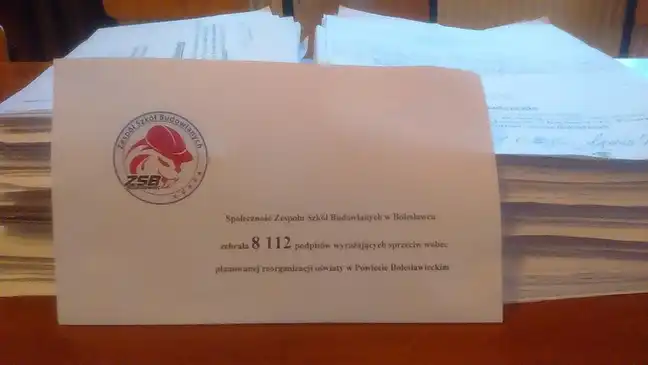 Zespół Szkół Budowlanych
ZSB
Społeczność Zespołu Szkół Budowlanych w Bolesławcu
zebrała 8 112 podpisów wyrażających sprzeciw wobec
planowanej reorganizacji oświaty w Powiecie Bolesławieckim